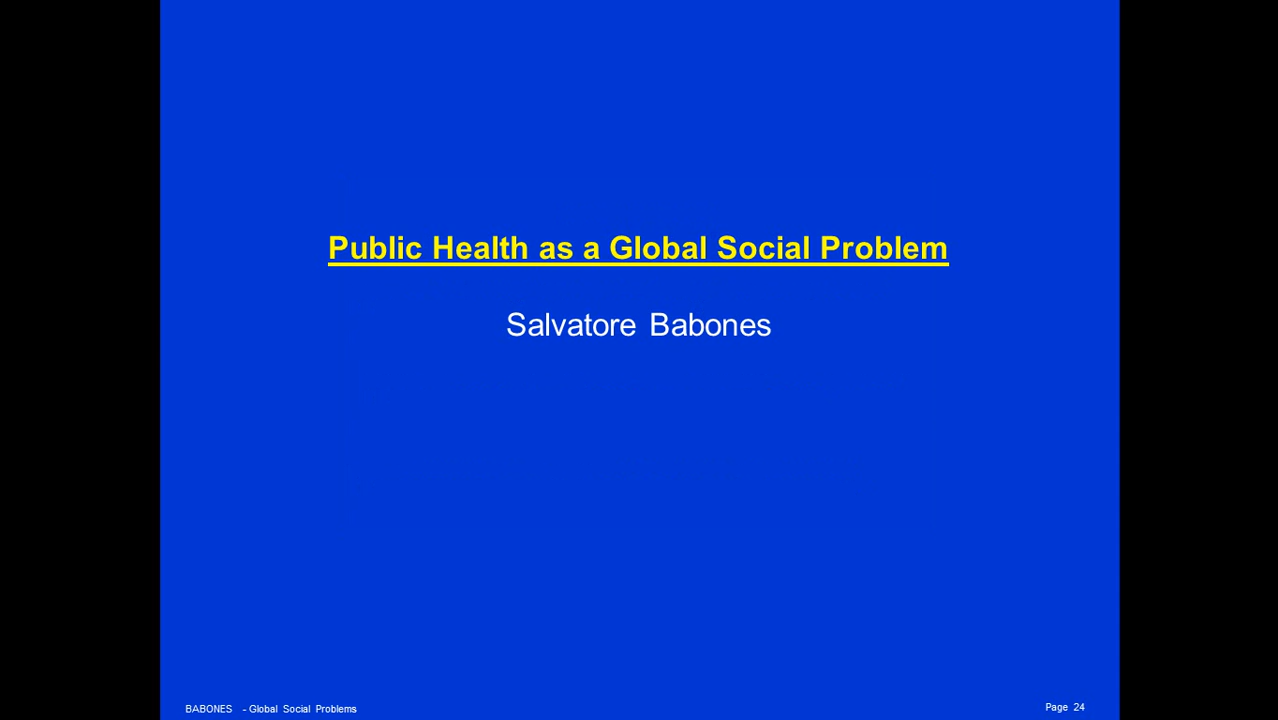 Public Health as a Global Social Problem
Salvatore Babones
BABONES - Global Social Problems
Page 24